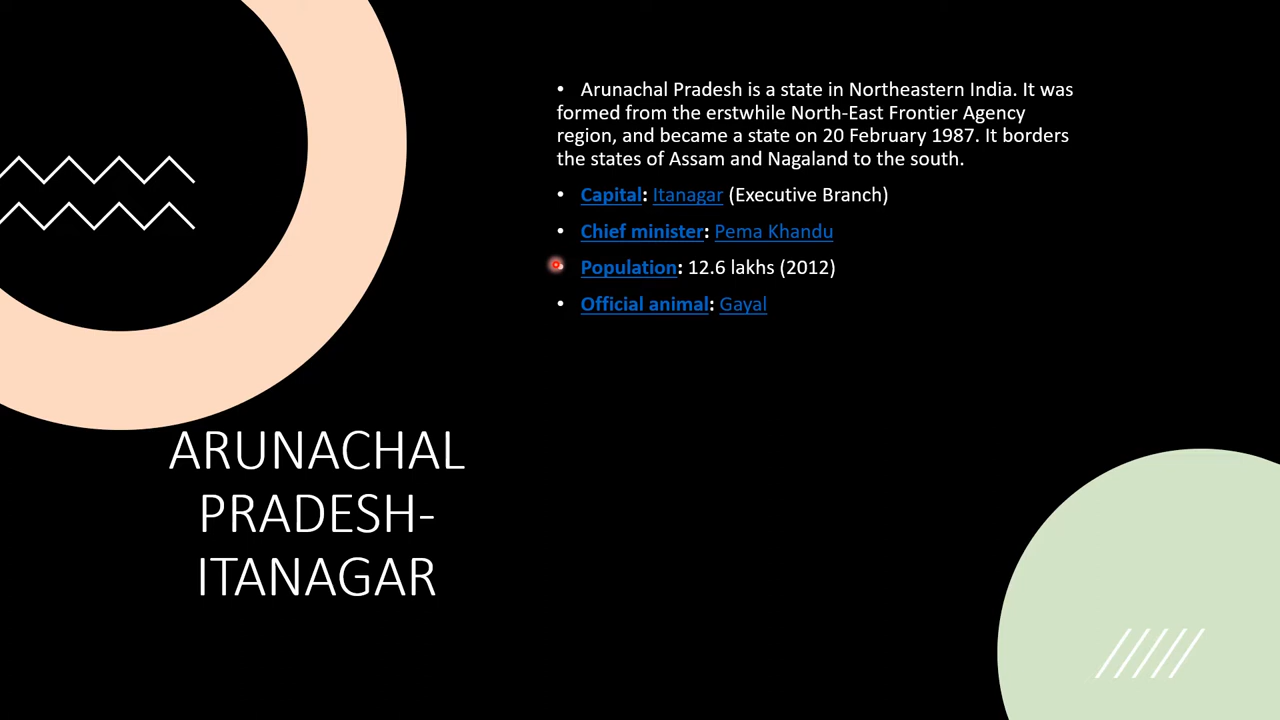 • Arunachal Pradesh is a state in Northeastern India. It was
formed from the erstwhile North-East Frontier Agency
region, and became a state on 20 February 1987. It borders
the states of Assam and Nagaland to the south.
• Capital: Itanagar (Executive Branch)
• Chief minister: Pema Khandu
• Population: 12.6 lakhs (2012)
• Official animal: Gayal
ARUNACHAL
PRADESH-
ITANAGAR